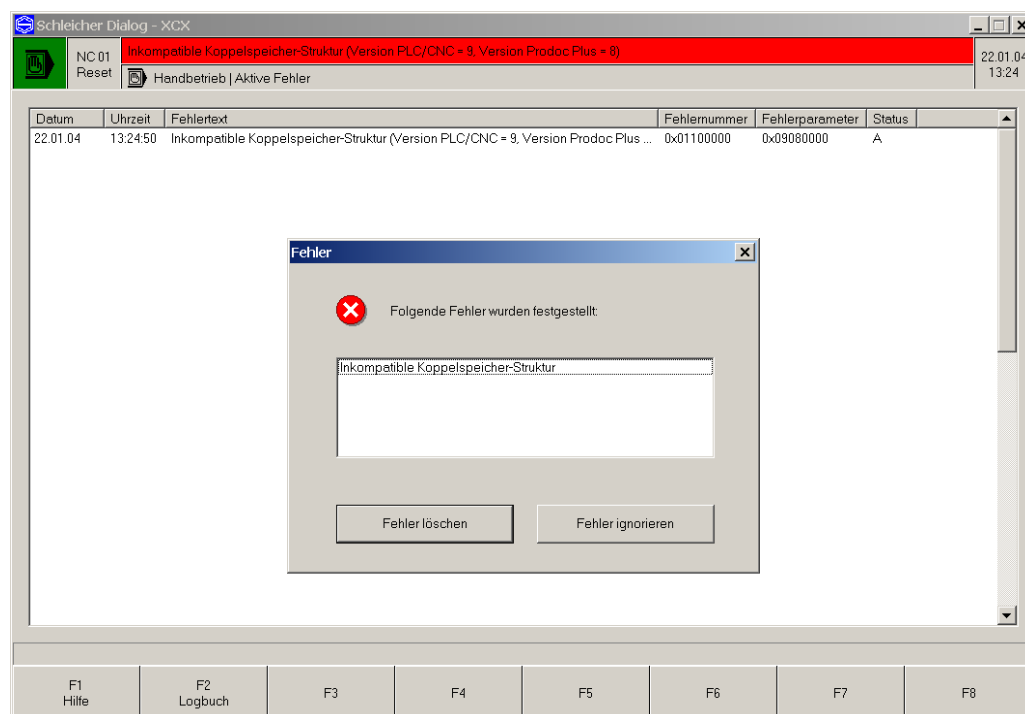 Schleicher Dialog - XCX
NC 01
Reset
Inkompatible Koppelspeicher-Struktur (Version PLC/CNC = 9, Version Prodoc Plus = 8)
Handbetrieb | Aktive Fehler
22.01.04
13:24
Datum Uhrzeit Fehlertext Fehlernummer Fehlerparameter Status
22.01.04 13:24:50 Inkompatible Koppelspeicher-Struktur (Version PLC/CNC = 9, Version Prodoc Plus ... 0x01100000 0x09080000 A
Fehler
Folgende Fehler wurden festgestellt:
Inkompatible Koppelspeicher-Struktur
Fehler löschen Fehler ignorieren
F1 Hilfe
F2 Logbuch
F3
F4
F5
F6
F7
F8